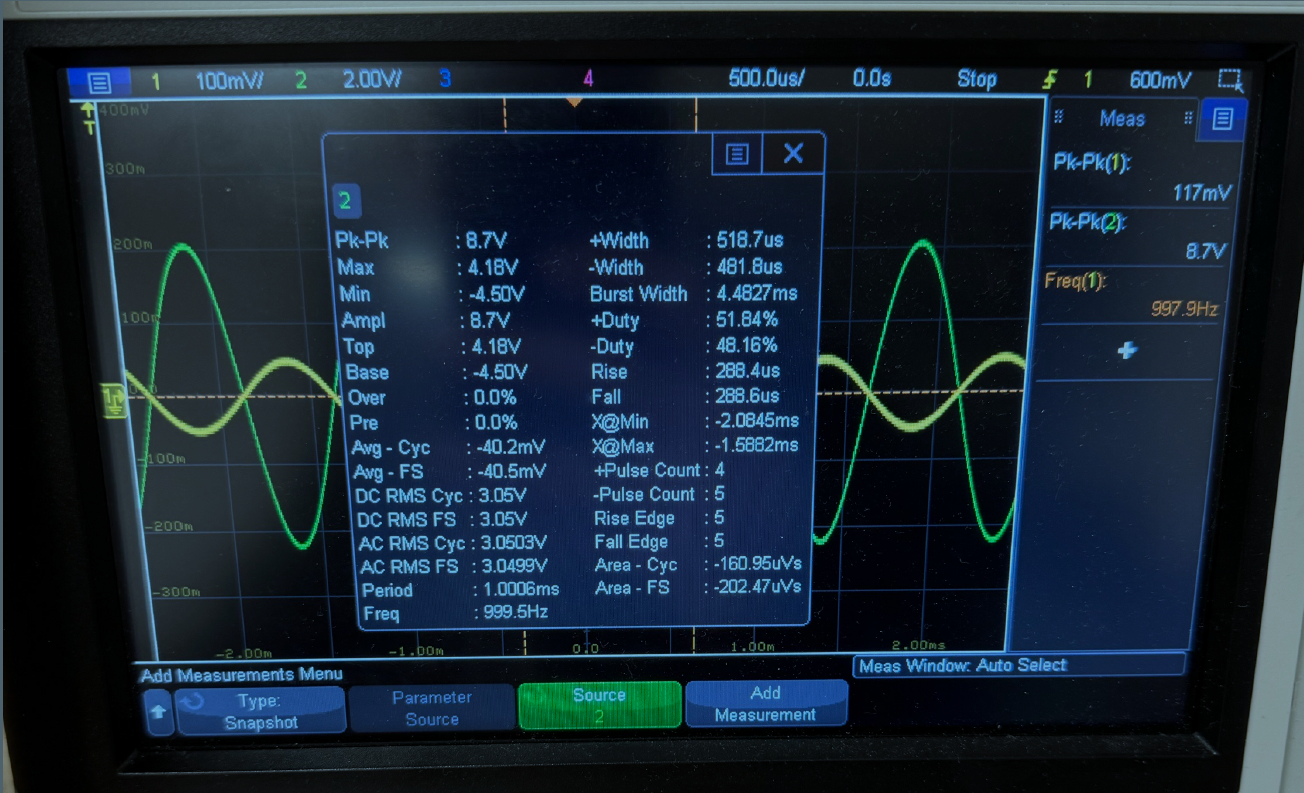 1 100mV/ 2 2.00V/ 3 4 500.0us/ 0.0s Stop 1 600mV
T
400mV
300m
200m
100m
-100m
-200m
-300m
-2.00m -1.00m 0.0 1.00m 2.00ms
2
Pk-Pk : 8.7V +Width : 518.7us
Max : 4.18V -Width : 481.8us
Min : -4.50V Burst Width : 4.4827ms
Ampl : 8.7V +Duty : 51.84%
Top : 4.18V -Duty : 48.16%
Base : -4.50V Rise : 288.4us
Over : 0.0% Fall : 288.6us
Pre : 0.0% X@Min : -2.0845ms
Avg - Cyc : -40.2mV X@Max : -1.5882ms
Avg - FS : -40.5mV +Pulse Count : 4
DC RMS Cyc : 3.05V -Pulse Count : 5
DC RMS FS : 3.05V Rise Edge : 5
AC RMS Cyc : 3.0503V Fall Edge : 5
AC RMS FS : 3.0499V Area - Cyc : -160.95uVs
Period : 1.0006ms Area - FS : -202.47uVs
Freq : 999.5Hz
Meas
Pk-Pk(1):
117mV
Pk-Pk(2):
8.7V
Freq(1):
997.9Hz
Add Measurements Menu
Meas Window: Auto Select
Type:
Snapshot
Parameter
Source
Source
2
Add
Measurement